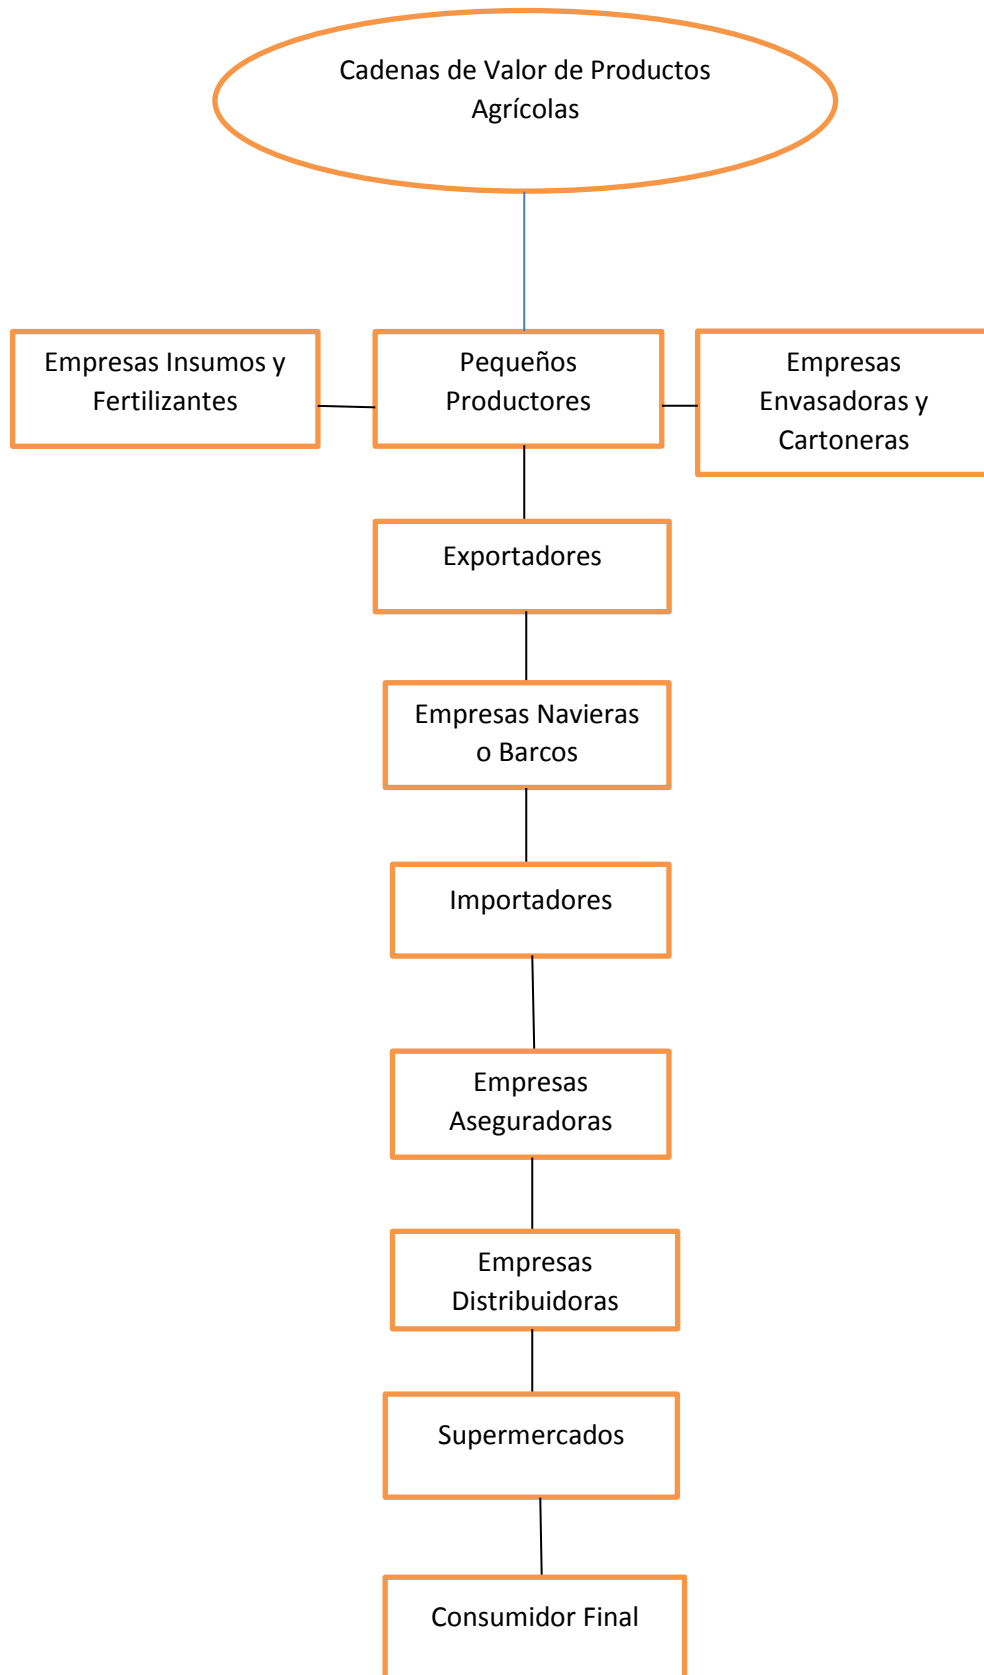 Cadenas de Valor de Productos
Agrícolas
Empresas Insumos y
Fertilizantes
Pequeños
Productores
Empresas
Envasadoras y
Cartoneras
Exportadores
Empresas Navieras
o Barcos
Importadores
Empresas
Aseguradoras
Empresas
Distribuidoras
Supermercados
Consumidor Final